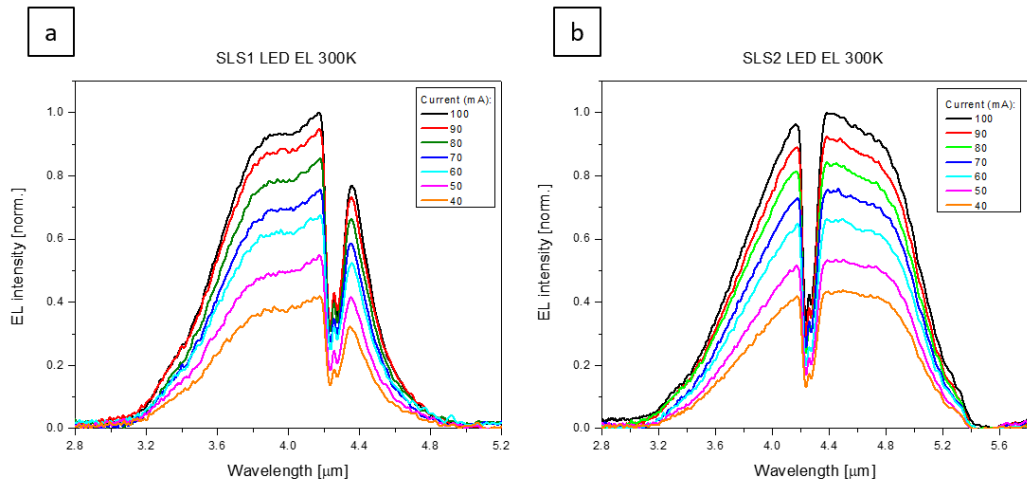 a
SLS1 LED EL 300K
EL intensity [norm.]
1.0
0.8
0.6
0.4
0.2
0.0
Current (mA):
100
90
80
70
60
50
40
2.8 3.2 3.6 4.0 4.4 4.8 5.2
Wavelength [μm]
b
SLS2 LED EL 300K
EL intensity [norm.]
1.0
0.8
0.6
0.4
0.2
0.0
Current (mA):
100
90
80
70
60
50
40
2.8 3.2 3.6 4.0 4.4 4.8 5.2 5.6
Wavelength [μm]